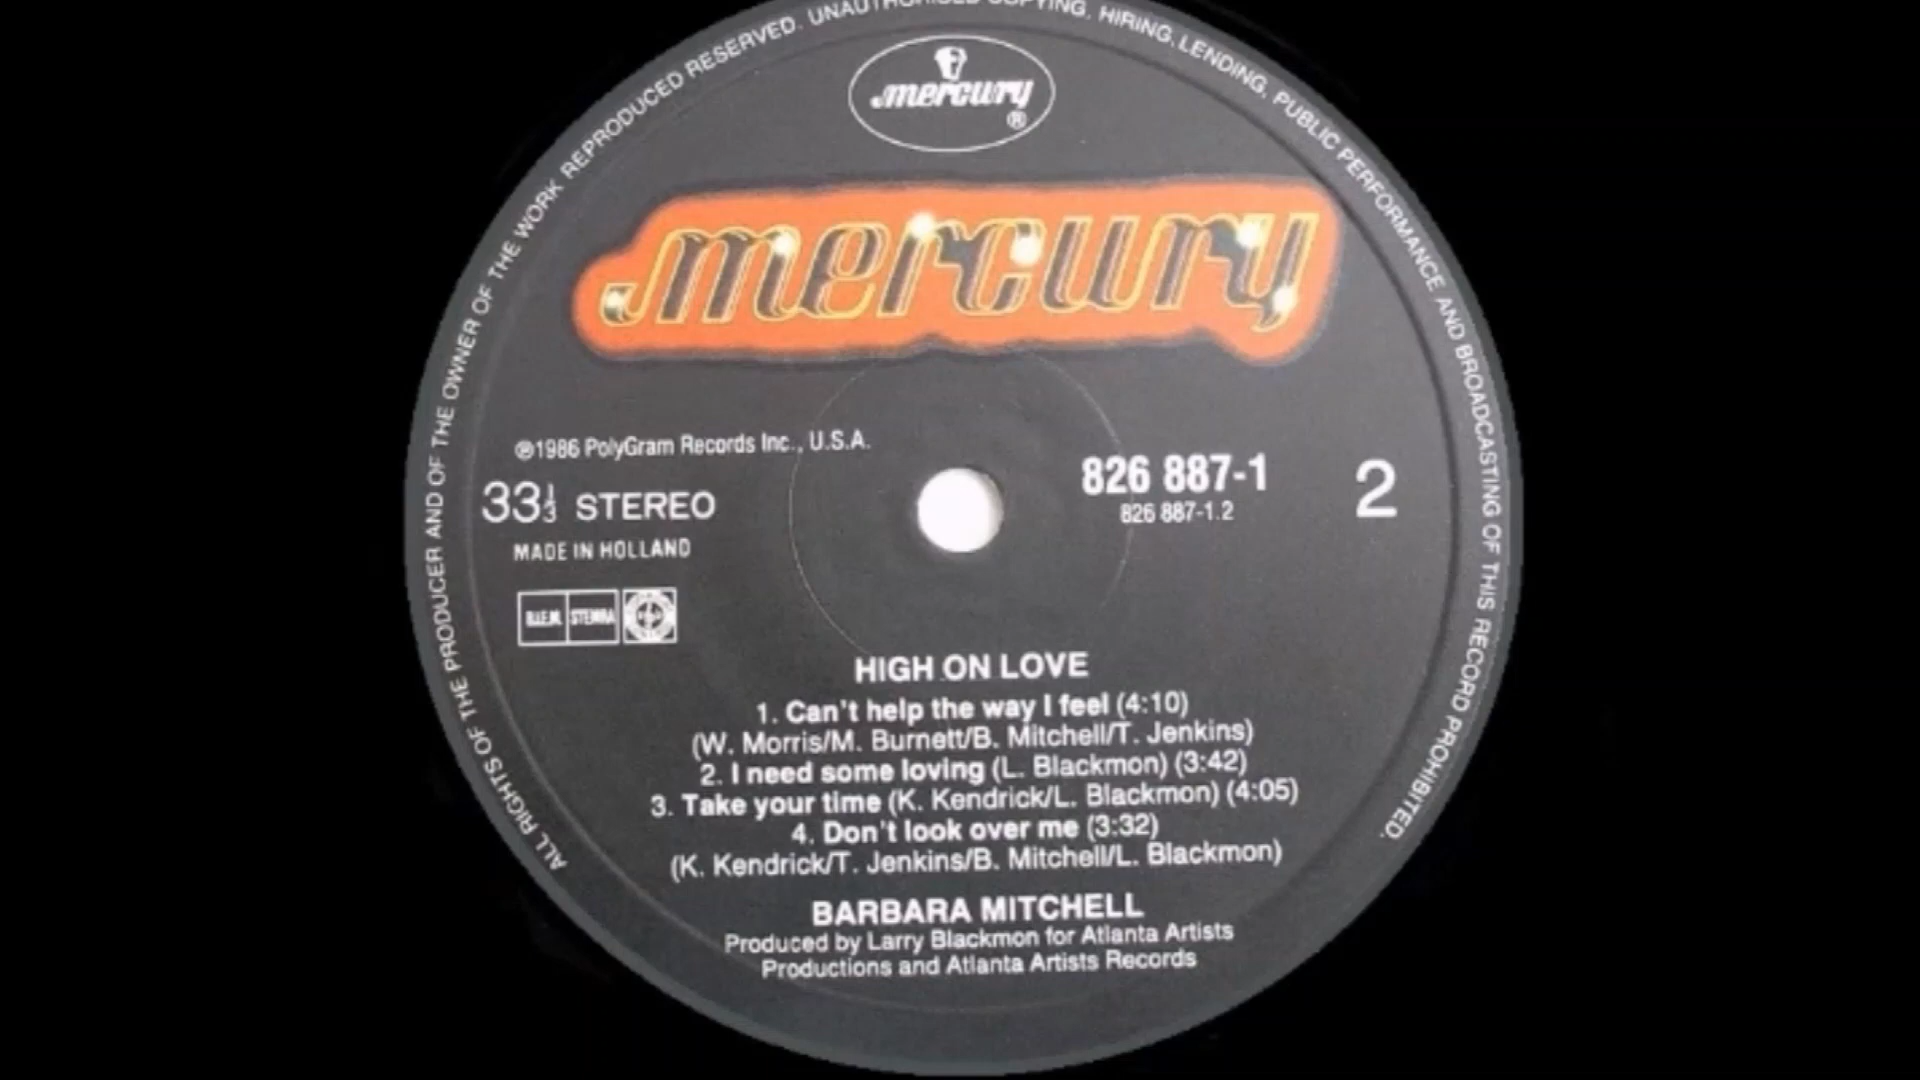 ALL RIGHTS OF THE PRODUCER AND OF THE OWNER OF THE WORK REPRODUCED RESERVED. UNAUTHORISED COPYING, HIRING, LENDING, PUBLIC PERFORMANCE AND BROADCASTING OF THIS RECORD PROHIBITED.
mercury
®
mercury
℗1986 PolyGram Records Inc., U.S.A.
33⅓ STEREO
MADE IN HOLLAND
B.I.E.M. STEMRA
826 887-1
826 887-1.2
2
HIGH ON LOVE
1. Can't help the way I feel (4:10)
(W. Morris/M. Burnett/B. Mitchell/T. Jenkins)
2. I need some loving (L. Blackmon) (3:42)
3. Take your time (K. Kendrick/L. Blackmon) (4:05)
4. Don't look over me (3:32)
(K. Kendrick/T. Jenkins/B. Mitchell/L. Blackmon)
BARBARA MITCHELL
Produced by Larry Blackmon for Atlanta Artists
Productions and Atlanta Artists Records